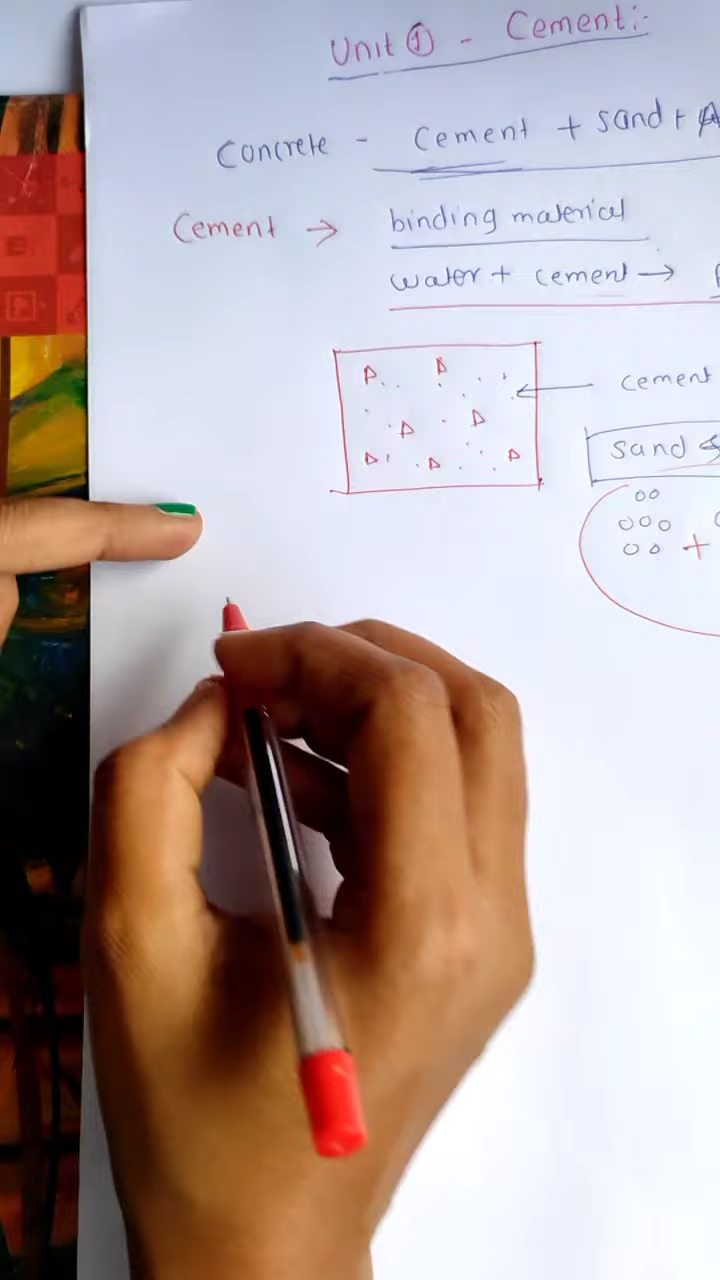 Unit ① - Cement:-
Concrete - Cement + Sand + A
Cement → binding material
water + cement →
cement
Sand